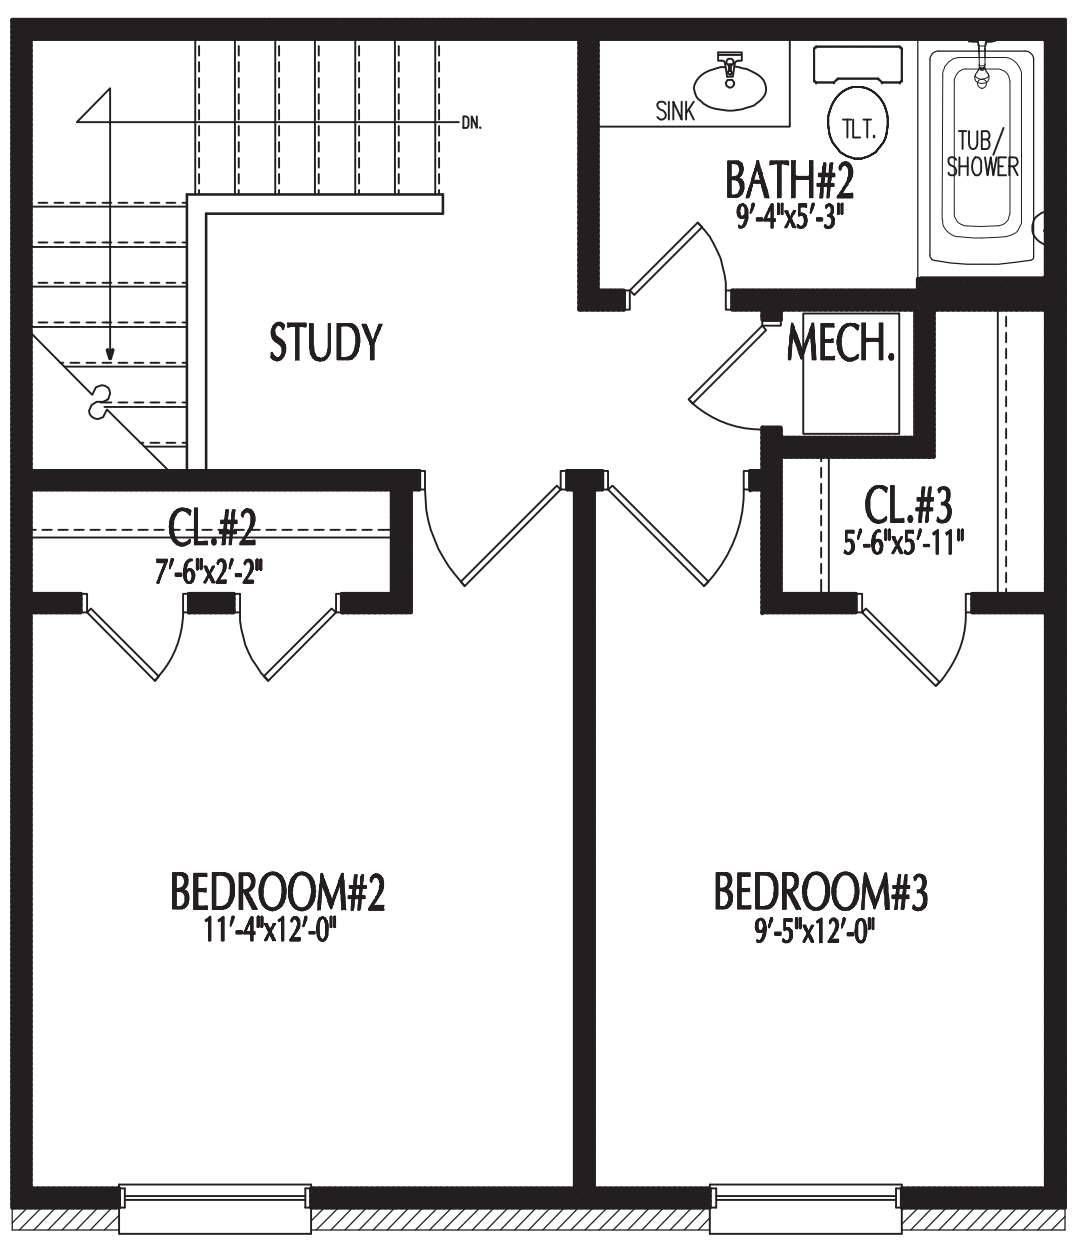 DN.
SINK
TLT.
TUB/
SHOWER
BATH#2
9'-4"x5'-3"
STUDY
MECH.
CL.#2
7'-6"x2'-2"
CL.#3
5'-6"x5'-11"
BEDROOM#2
11'-4"x12'-0"
BEDROOM#3
9'-5"x12'-0"